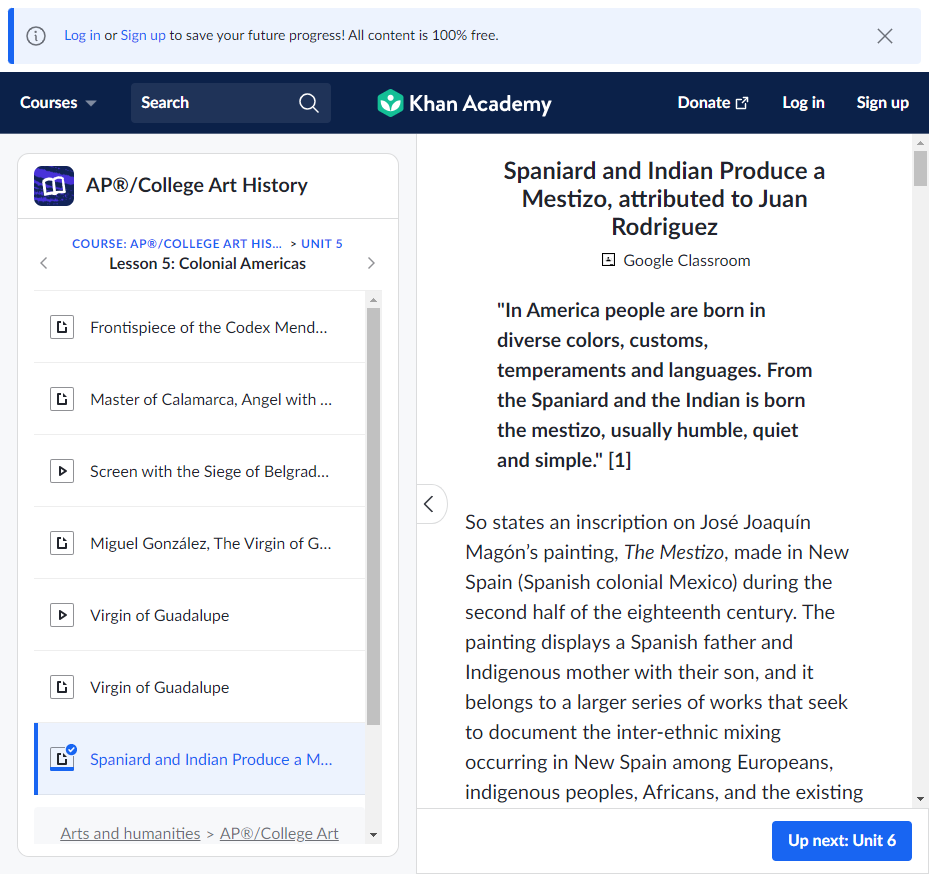 Log in or Sign up to save your future progress! All content is 100% free.
Courses
Search
Khan Academy
Donate
Log in
Sign up
AP®/College Art History
COURSE: AP®/COLLEGE ART HIS... > UNIT 5
Lesson 5: Colonial Americas
Frontispiece of the Codex Mend...
Master of Calamarca, Angel with ...
Screen with the Siege of Belgrad...
Miguel González, The Virgin of G...
Virgin of Guadalupe
Virgin of Guadalupe
Spaniard and Indian Produce a M...
Arts and humanities > AP®/College Art
Spaniard and Indian Produce a
Mestizo, attributed to Juan
Rodriguez
Google Classroom
"In America people are born in
diverse colors, customs,
temperaments and languages. From
the Spaniard and the Indian is born
the mestizo, usually humble, quiet
and simple." [1]
So states an inscription on José Joaquín
Magón’s painting, The Mestizo, made in New
Spain (Spanish colonial Mexico) during the
second half of the eighteenth century. The
painting displays a Spanish father and
Indigenous mother with their son, and it
belongs to a larger series of works that seek
to document the inter-ethnic mixing
occurring in New Spain among Europeans,
indigenous peoples, Africans, and the existing
Up next: Unit 6